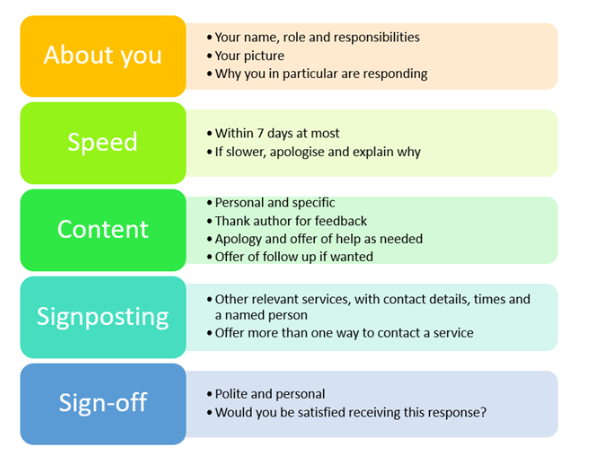 About you
• Your name, role and responsibilities
• Your picture
• Why you in particular are responding
Speed
• Within 7 days at most
• If slower, apologise and explain why
Content
• Personal and specific
• Thank author for feedback
• Apology and offer of help as needed
• Offer of follow up if wanted
Signposting
• Other relevant services, with contact details, times and
a named person
• Offer more than one way to contact a service
Sign-off
• Polite and personal
• Would you be satisfied receiving this response?